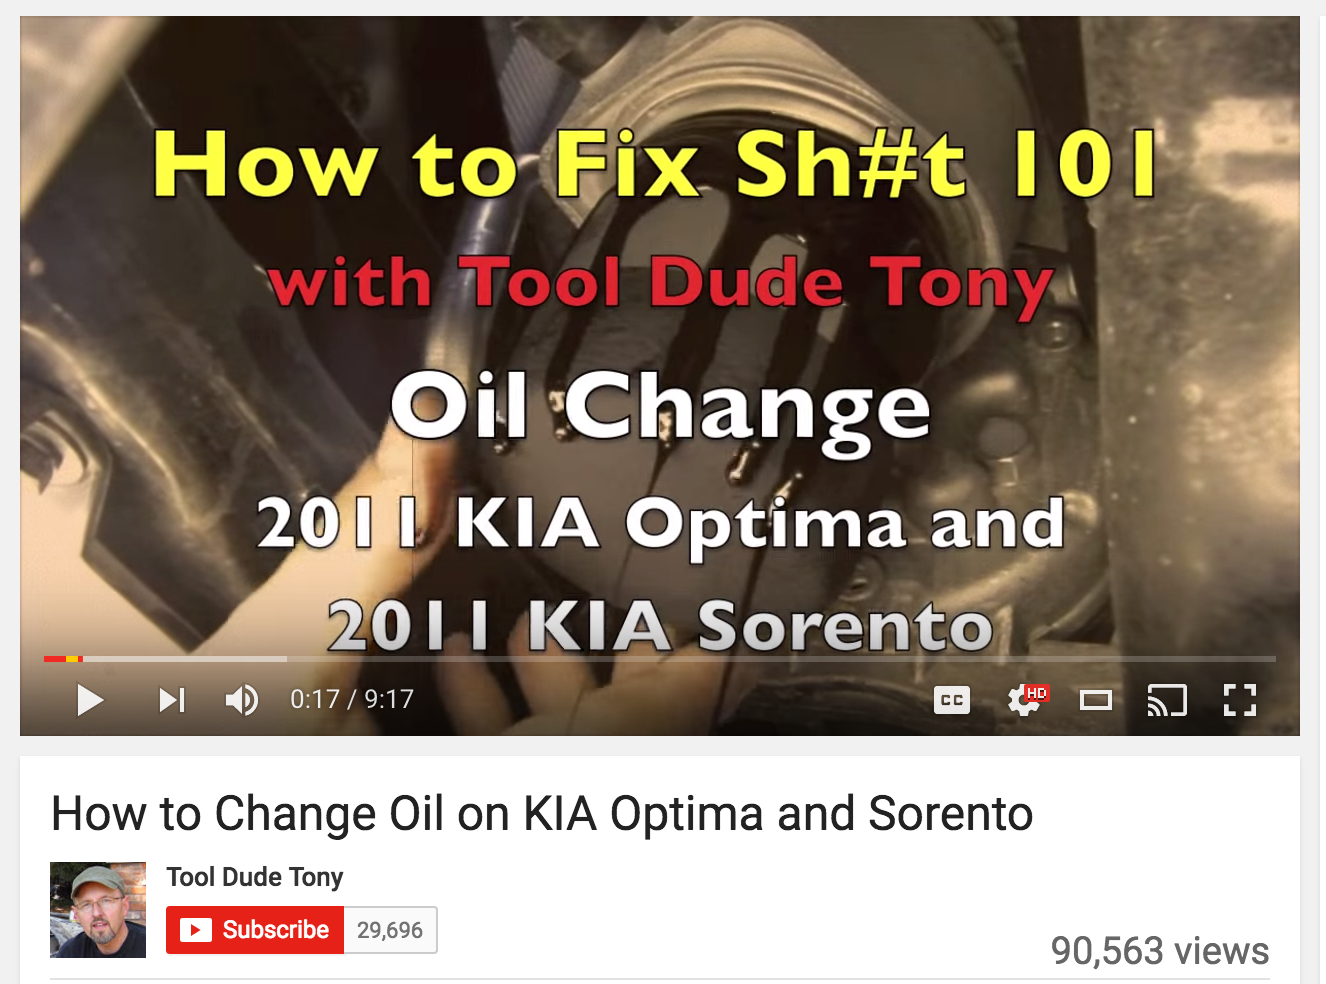 How to Fix Sh#t 101
with Tool Dude Tony
Oil Change
2011 KIA Optima and
2011 KIA Sorento
0:17 / 9:17
CC
HD
How to Change Oil on KIA Optima and Sorento
Tool Dude Tony
Subscribe 29,696
90,563 views